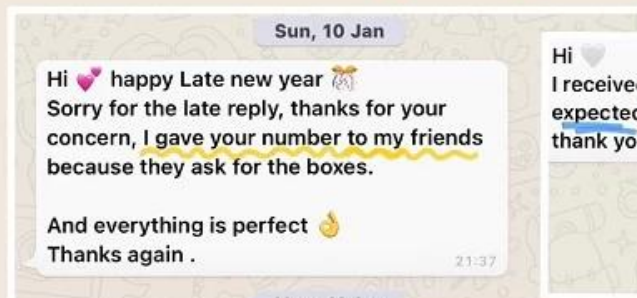 Sun, 10 Jan
Hi 💕 happy Late new year 🎊
Sorry for the late reply, thanks for your
concern, I gave your number to my friends
because they ask for the boxes.
And everything is perfect 👌
Thanks again .
21:37
Hi 🤍
I receive
expected
thank yo